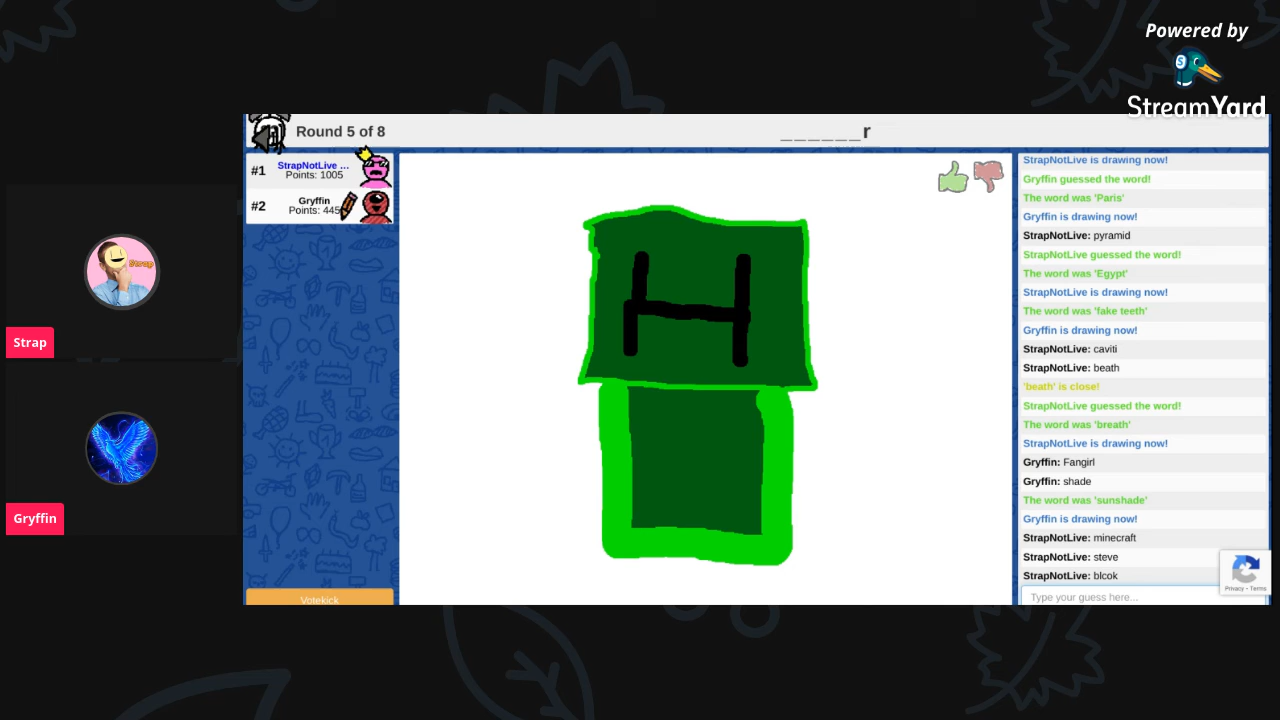 Powered by
StreamYard
Round 5 of 8
______r
#1
StrapNotLive ...
Points: 1005
#2
Gryffin
Points: 445
Votekick
H
StrapNotLive is drawing now!
Gryffin guessed the word!
The word was 'Paris'
Gryffin is drawing now!
StrapNotLive: pyramid
StrapNotLive guessed the word!
The word was 'Egypt'
StrapNotLive is drawing now!
The word was 'fake teeth'
Gryffin is drawing now!
StrapNotLive: caviti
StrapNotLive: beath
'beath' is close!
StrapNotLive guessed the word!
The word was 'breath'
StrapNotLive is drawing now!
Gryffin: Fangirl
Gryffin: shade
The word was 'sunshade'
Gryffin is drawing now!
StrapNotLive: minecraft
StrapNotLive: steve
StrapNotLive: blcok
Type your guess here...
Privacy - Terms
Strap
Strap
Gryffin